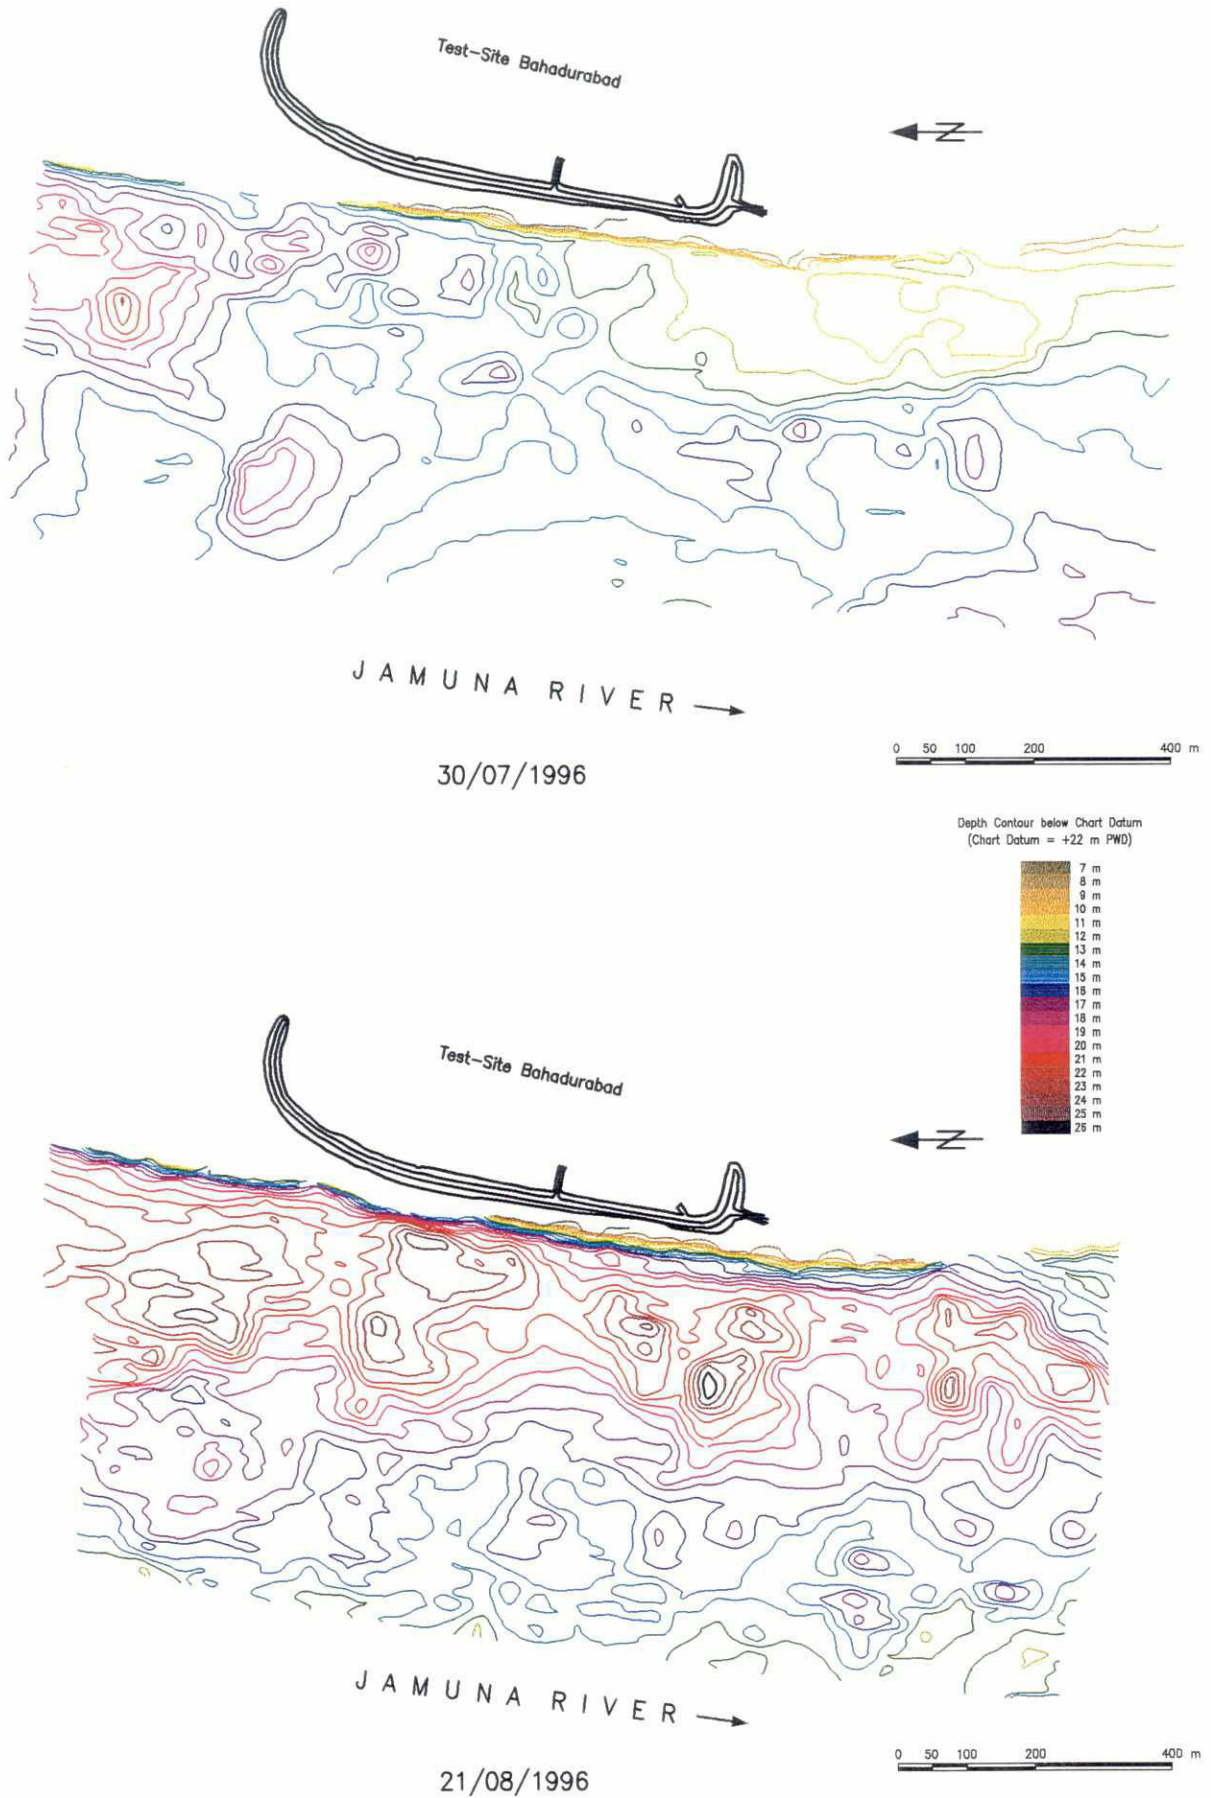 Test-Site Bahadurabad
N
JAMUNA RIVER
0 50 100 200 400 m
30/07/1996
Depth Contour below Chart Datum
(Chart Datum = +22 m PWD)
7 m
8 m
9 m
10 m
11 m
12 m
13 m
14 m
15 m
16 m
17 m
18 m
19 m
20 m
21 m
22 m
23 m
24 m
25 m
26 m
Test-Site Bahadurabad
N
JAMUNA RIVER
0 50 100 200 400 m
21/08/1996